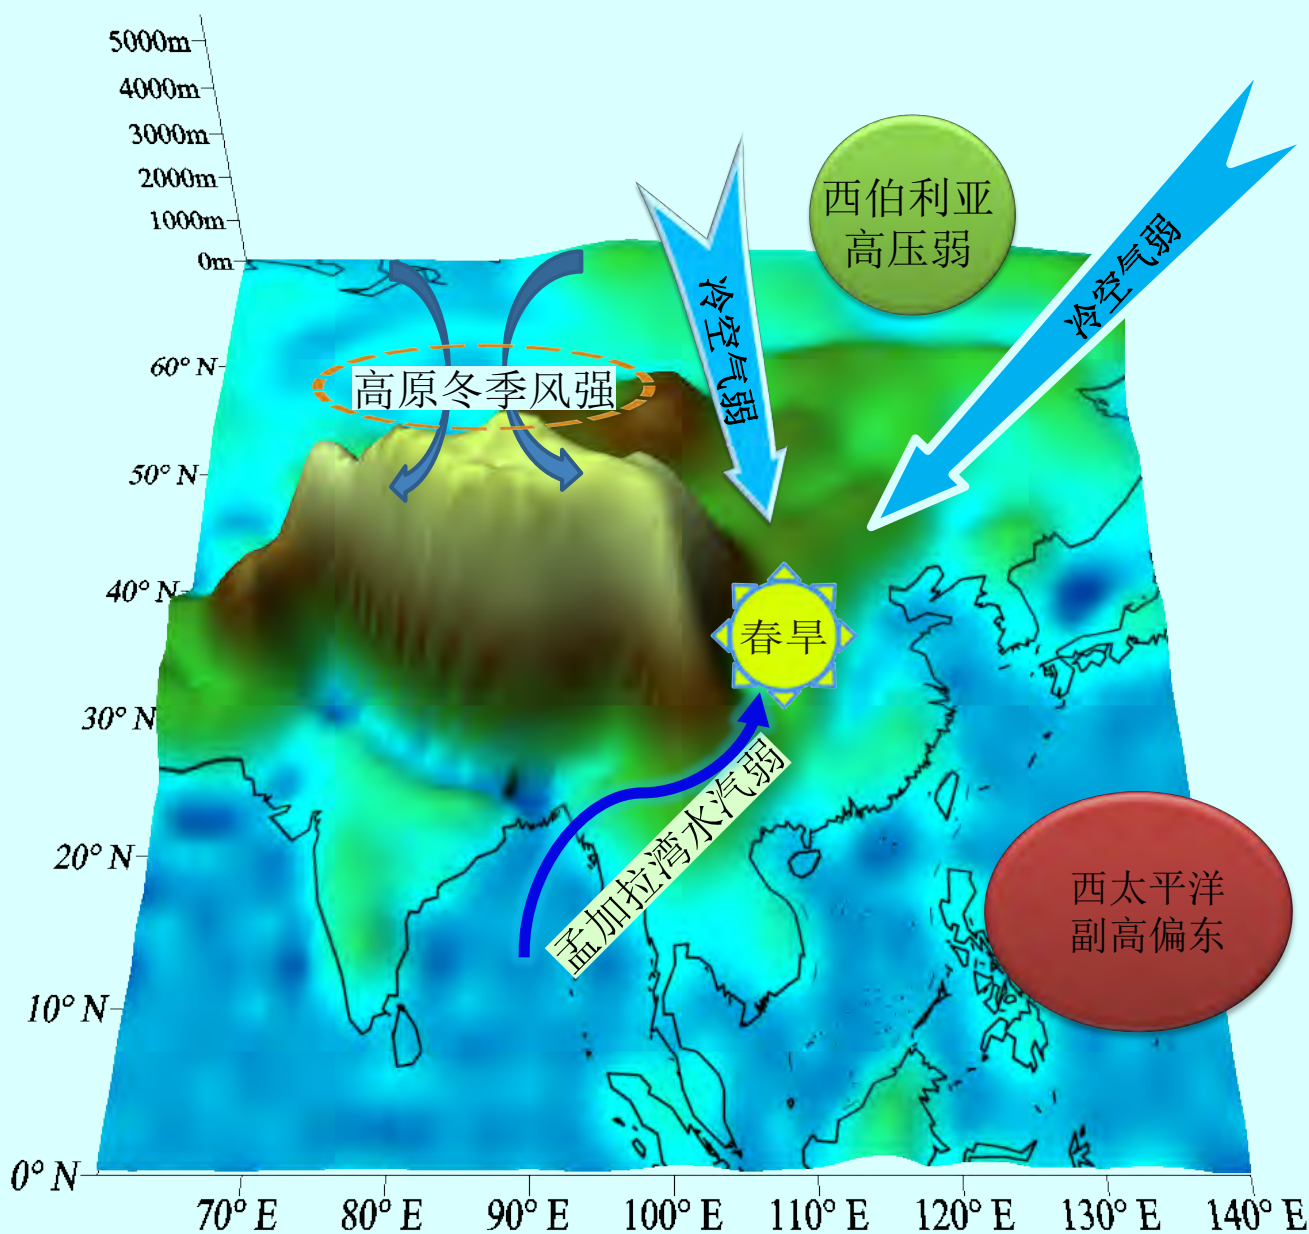 5000m
4000m
3000m
2000m
1000m
0m
西伯利亚
高压弱
冷空气弱
冷空气弱
60° N
高原冬季风强
50° N
40° N
春旱
30° N
孟加拉湾水汽弱
20° N
西太平洋
副高偏东
10° N
0° N
70° E
80° E
90° E
100° E
110° E
120° E
130° E
140° E